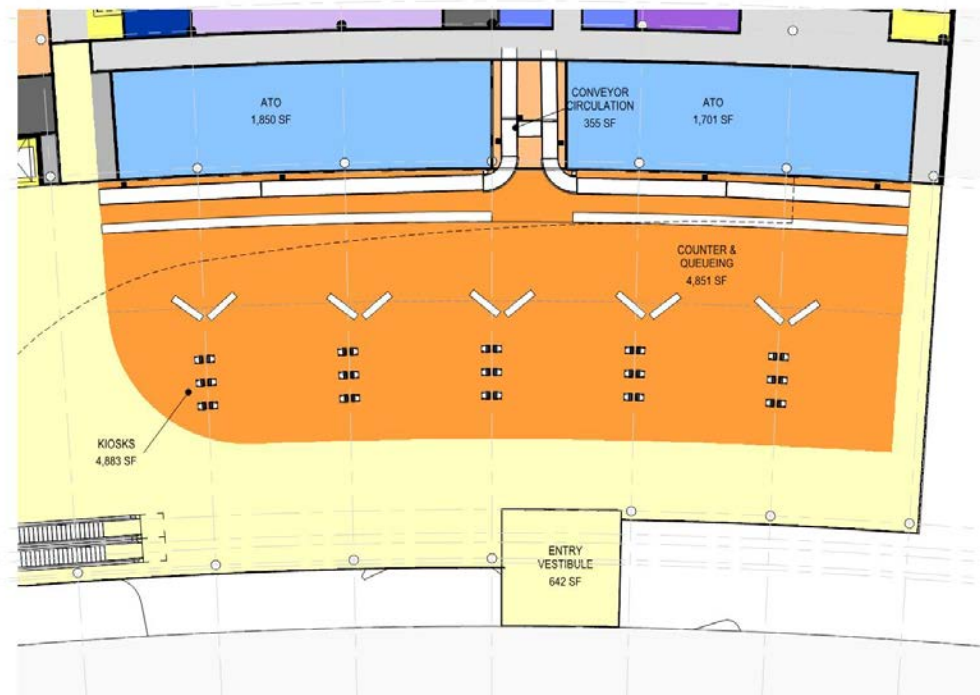 ATO
1,850 SF
CONVEYOR
CIRCULATION
355 SF
ATO
1,701 SF
COUNTER &
QUEUEING
4,851 SF
KIOSKS
4,883 SF
ENTRY
VESTIBULE
642 SF